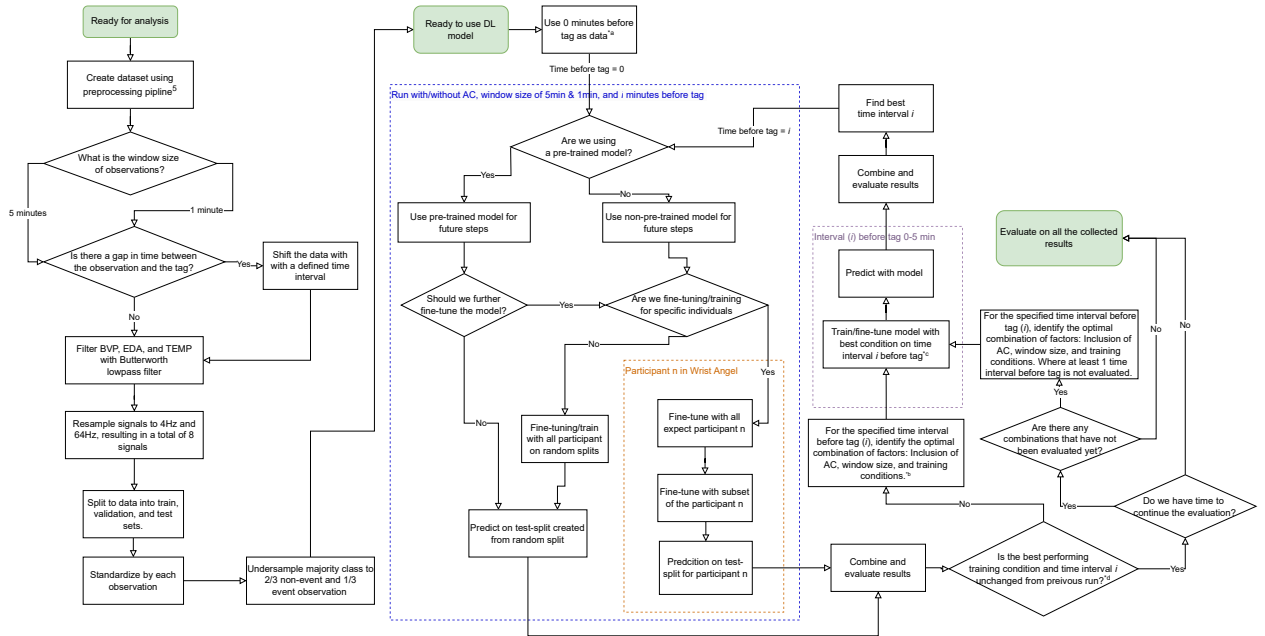 Ready for analysis
Create dataset using
preprocessing pipline5
What is the window size
of observations?
5 minutes
1 minute
Is there a gap in time between
the observation and the tag?
Yes
Shift the data with
with a defined time
interval
No
Filter BVP, EDA, and TEMP
with Butterworth
lowpass filter
Resample signals to 4Hz and
64Hz, resulting in a total of 8
signals
Split to data into train,
validation, and test
sets.
Standardize by each
observation
Undersample majority class to
2/3 non-event and 1/3
event observation
Ready to use DL
model
Use 0 minutes before
tag as data*a
Time before tag = 0
Run with/without AC, window size of 5min & 1min, and i minutes before tag
Time before tag = i
Are we using
a pre-trained model?
Yes
No
Use pre-trained model for
future steps
Use non-pre-trained model for
future steps
Should we further
fine-tune the model?
Yes
Are we fine-tuning/training
for specific individuals
No
No
Yes
Fine-tuning/train
with all participant
on random splits
Predict on test-split created
from random split
Participant n in Wrist Angel
Fine-tune with all
expect participant n
Fine-tune with subset
of the participant n
Predcition on test-
split for participant n
Combine and
evaluate results
Is the best performing
training condition and time interval i
unchanged from preivous run?*d
No
Yes
For the specified time interval
before tag (i), identify the optimal
combination of factors: Inclusion of
AC, window size, and training
conditions.*b
Interval (i) before tag 0-5 min
Train/fine-tune model with
best condition on time
interval i before tag*c
Predict with model
Combine and
evaluate results
Find best
time interval i
Do we have time to
continue the evaluation?
Yes
No
Are there any
combinations that have not
been evaluated yet?
Yes
No
For the specified time interval before
tag (i), identify the optimal
combination of factors: Inclusion of
AC, window size, and training
conditions. Where at least 1 time
interval before tag is not evaluated.
Evaluate on all the collected
results